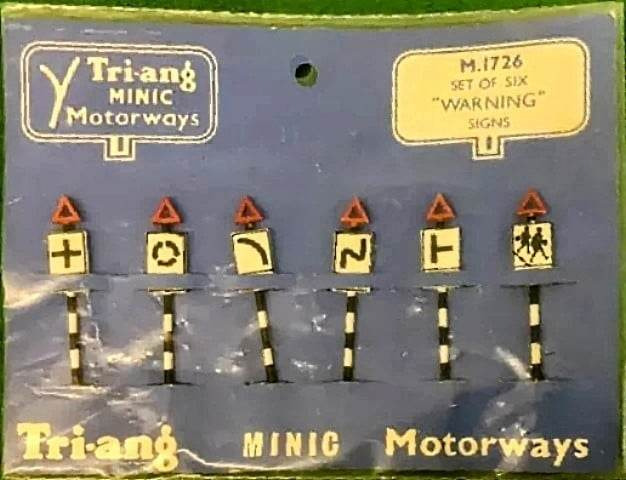 Tri-ang
MINIC
Motorways
M.1726
SET OF SIX
"WARNING"
SIGNS
Tri-ang MINIC Motorways